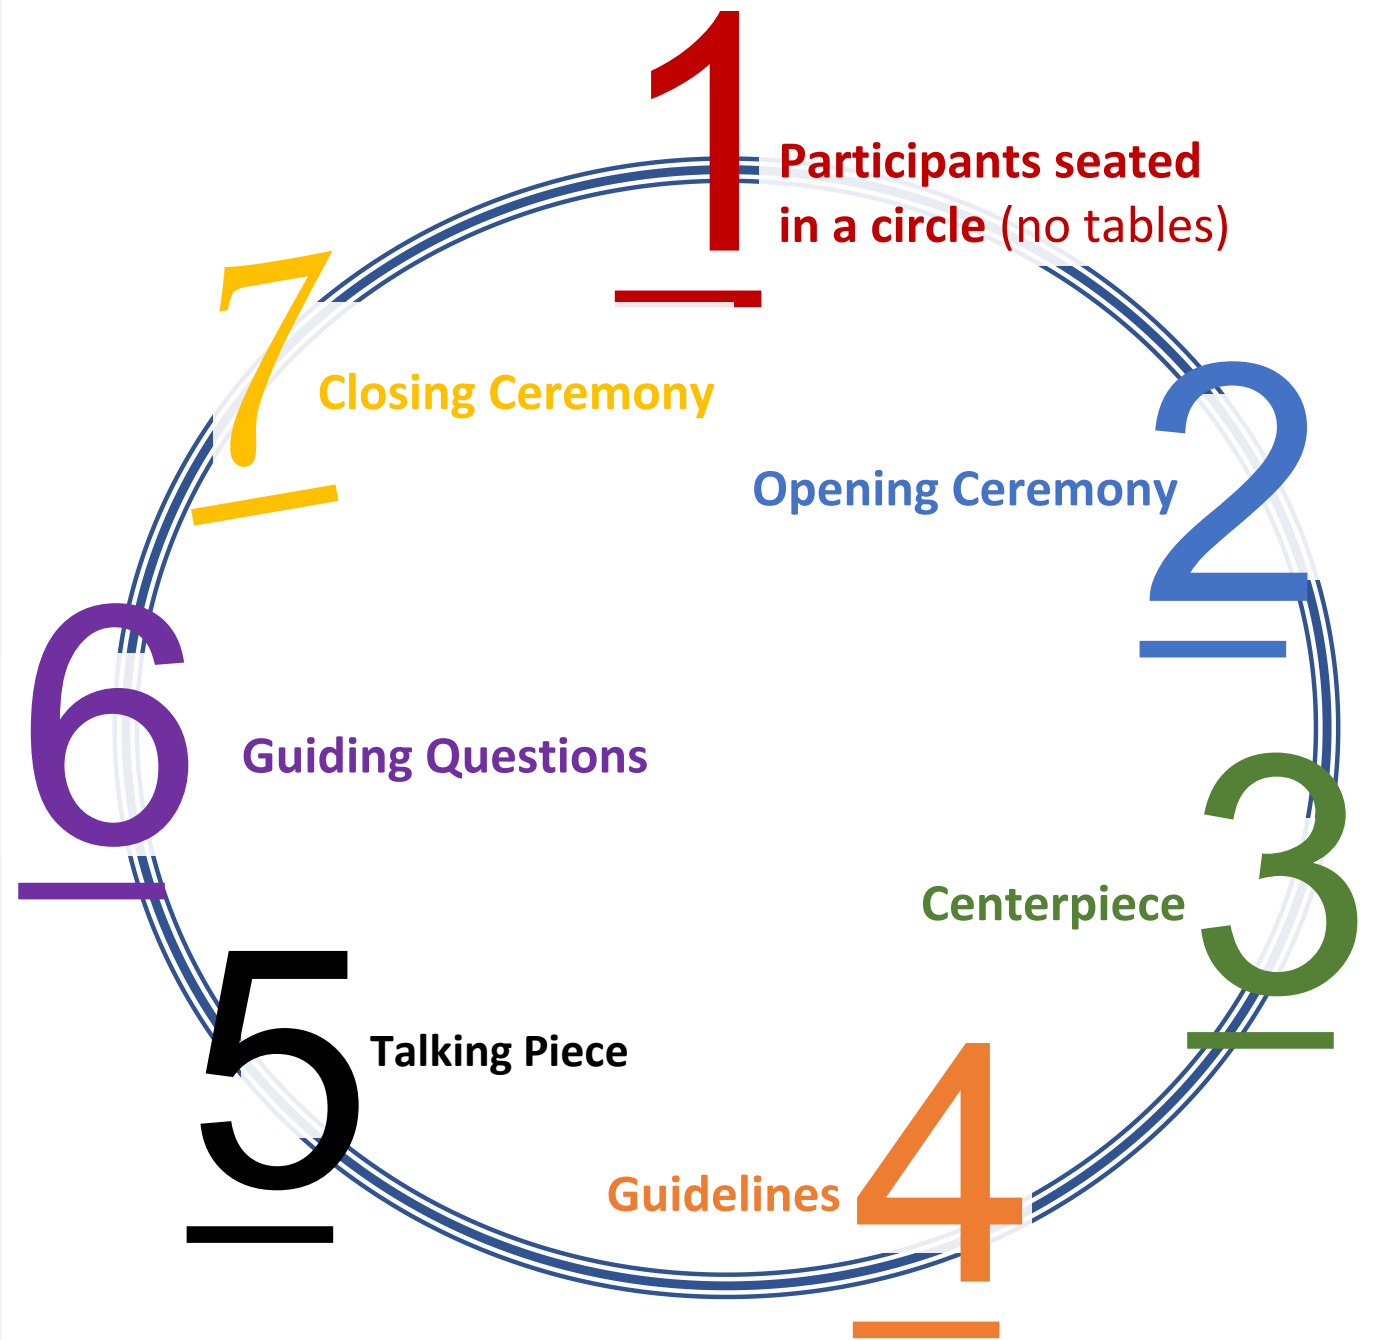 1
Participants seated
in a circle (no tables)
2
Opening Ceremony
3
Centerpiece
4
Guidelines
5
Talking Piece
6
Guiding Questions
7
Closing Ceremony